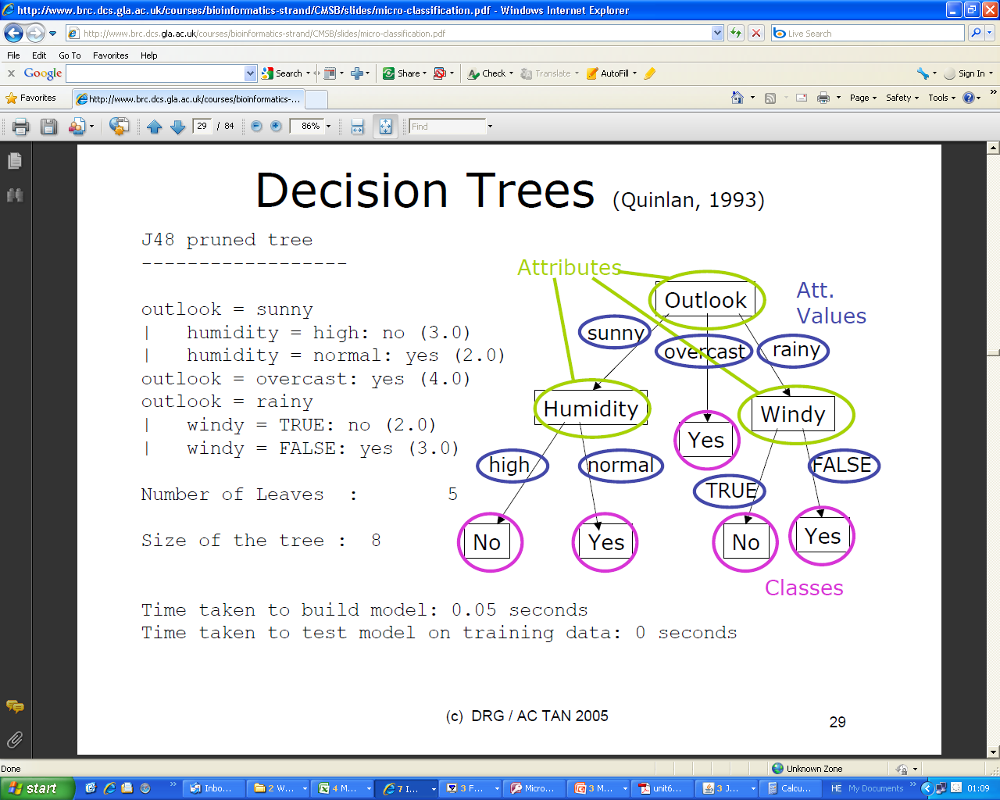 http://www.brc.dcs.gla.ac.uk/courses/bioinformatics-strand/CMSB/slides/micro-classification.pdf - Windows Internet Explorer
http://www.brc.dcs.gla.ac.uk/courses/bioinformatics-strand/CMSB/slides/micro-classification.pdf
Live Search
File Edit Go To Favorites Help
Google Search Share Check Translate AutoFill Sign In
Favorites http://www.brc.dcs.gla.ac.uk/courses/bioinformatics-... Page Safety Tools
29 / 84 86% Find
Decision Trees (Quinlan, 1993)
J48 pruned tree
------------------
outlook = sunny
|   humidity = high: no (3.0)
|   humidity = normal: yes (2.0)
outlook = overcast: yes (4.0)
outlook = rainy
|   windy = TRUE: no (2.0)
|   windy = FALSE: yes (3.0)
Number of Leaves  :        5
Size of the tree :  8
Time taken to build model: 0.05 seconds
Time taken to test model on training data: 0 seconds
Attributes
Outlook
Att.
Values
sunny
overcast
rainy
Humidity
Windy
Yes
high
normal
TRUE
FALSE
No
Yes
No
Yes
Classes
(c) DRG / AC TAN 2005
29
Done
Unknown Zone
start
Inbo...
2 W...
4 M...
7 I...
3 F...
Micro...
3 M...
unit6...
3 J...
Calcu...
HE
My Documents
01:09